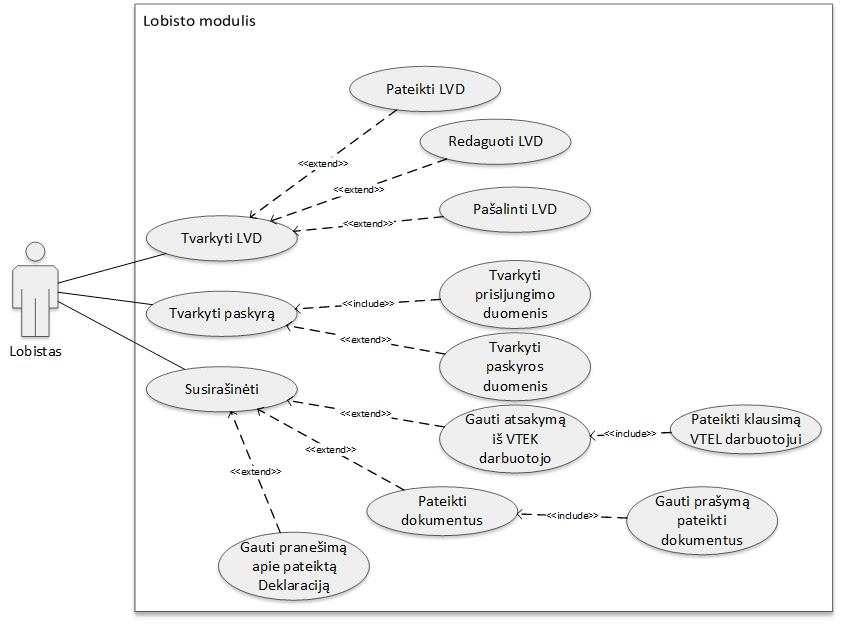 Lobisto modulis
Pateikti LVD
Redaguoti LVD
<<extend>>
<<extend>>
Pašalinti LVD
<<extend>>
Tvarkyti LVD
Lobistas
Tvarkyti
prisijungimo
duomenis
<<include>>
Tvarkyti paskyrą
<<extend>>
Tvarkyti
paskyros
duomenis
Susirašinėti
<<extend>>
Gauti atsakymą
iš VTEK
darbuotojo
<<include>>
Pateikti klausimą
VTEL darbuotojui
<<extend>>
<<extend>>
Pateikti
dokumentus
<<include>>
Gauti prašymą
pateikti
dokumentus
Gauti pranešimą
apie pateiktą
Deklaraciją